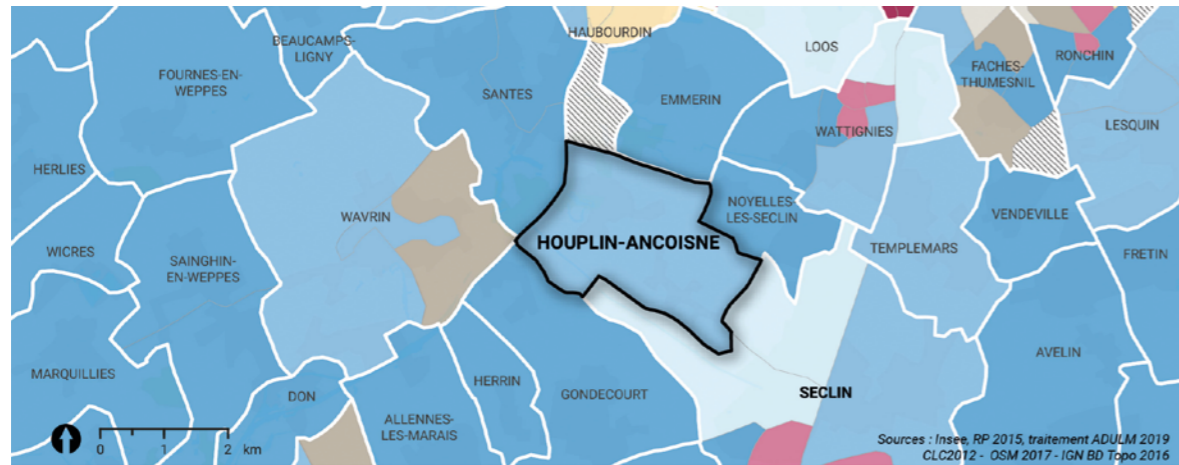 HAUBOURDIN
BEAUCAMPS-
LIGNY
LOOS
RONCHIN
FOURNES-EN-
WEPPES
FACHES-
THUMESNIL
SANTES
EMMERIN
LESQUIN
WATTIGNIES
HERLIES
NOYELLES-
LES-SECLIN
WAVRIN
VENDEVILLE
HOUPLIN-ANCOISNE
TEMPLEMARS
WICRES
SAINGHIN-
EN-WEPPES
FRETIN
AVELIN
MARQUILLIES
HERRIN
SECLIN
DON
GONDECOURT
ALLENNES-
LES-MARAIS
0 1 2
km
Sources : Insee, RP 2015, traitement ADULM 2019
CLC2012 - OSM 2017 - IGN BD Topo 2016